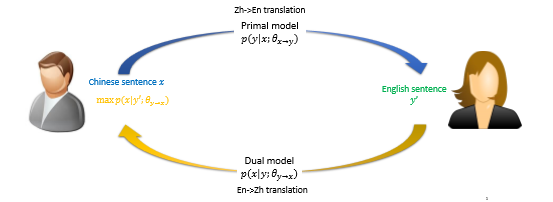 Zh->En translation
Primal model
p(y|x; θx→y)
Chinese sentence x
max p(x|y′; θy→x)
English sentence
y′
Dual model
p(x|y; θy→x)
En->Zh translation